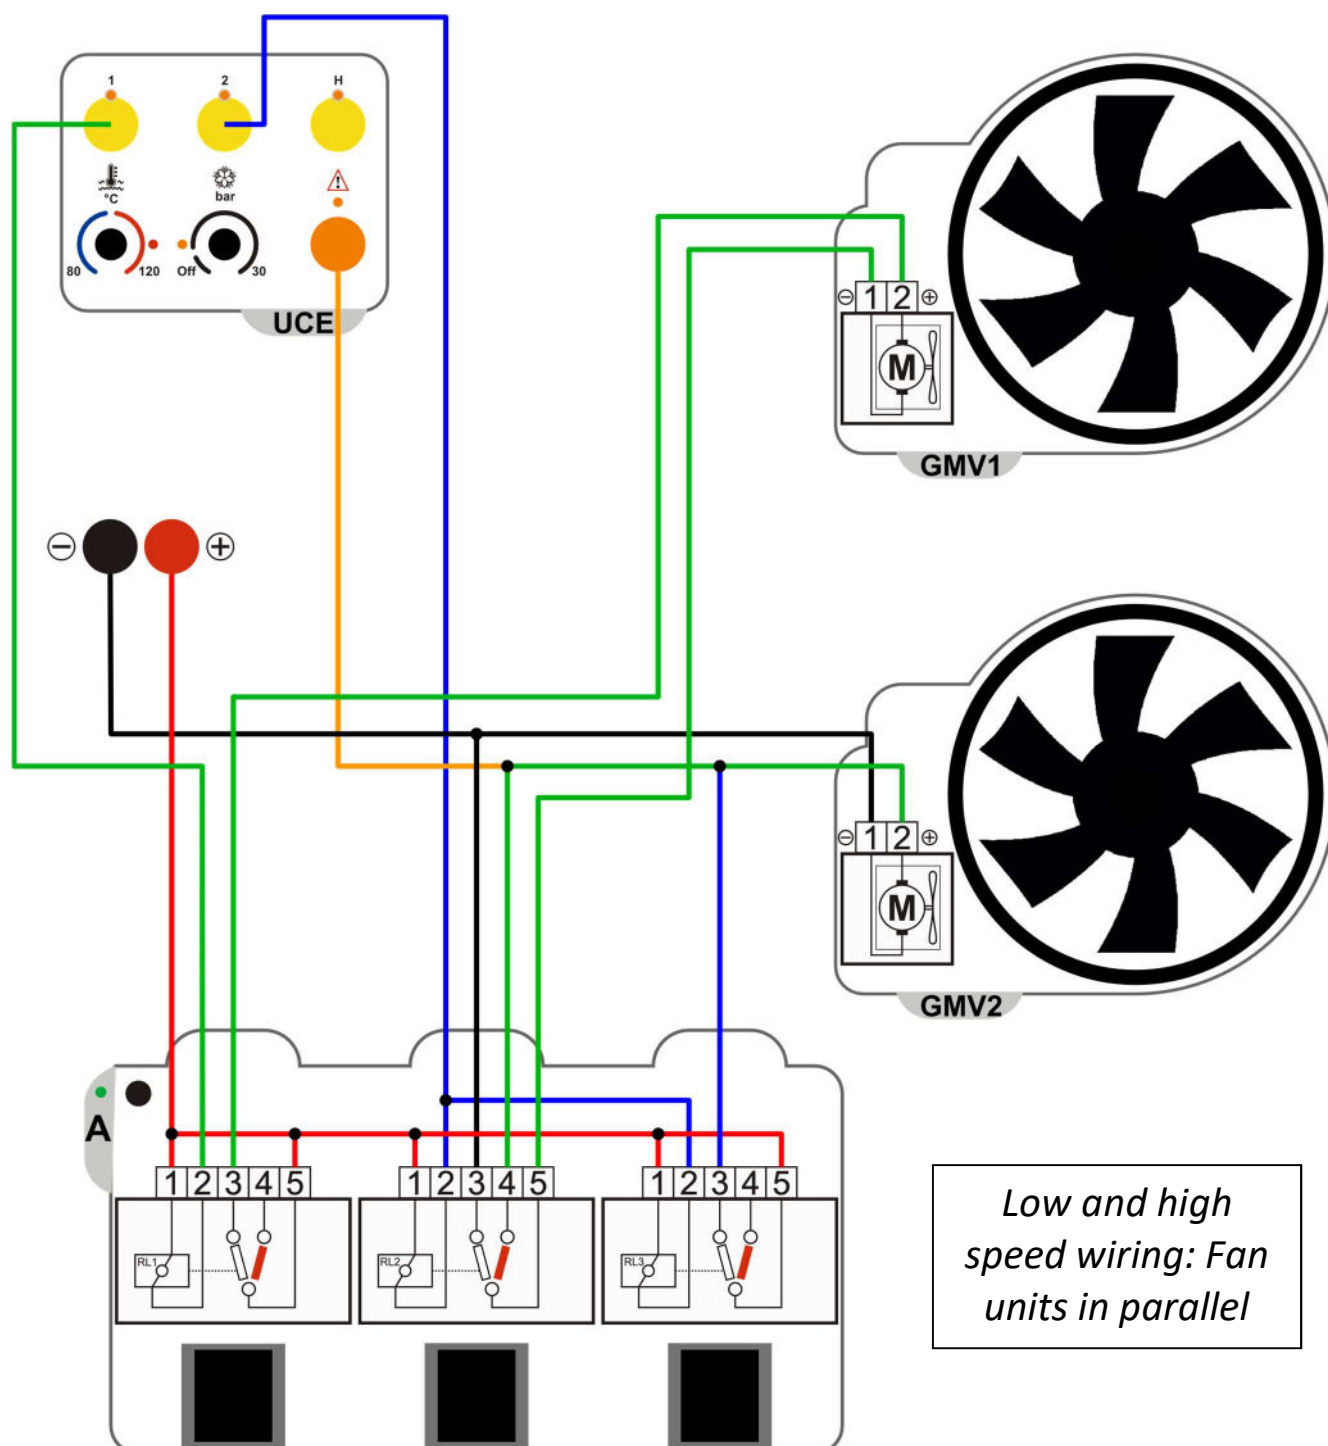 1 2 H
°C bar
80 120 Off 30
UCE
1 2
M
GMV1
1 2
M
GMV2
A
1 2 3 4 5 1 2 3 4 5 1 2 3 4 5
RL1 RL2 RL3
Low and high
speed wiring: Fan
units in parallel